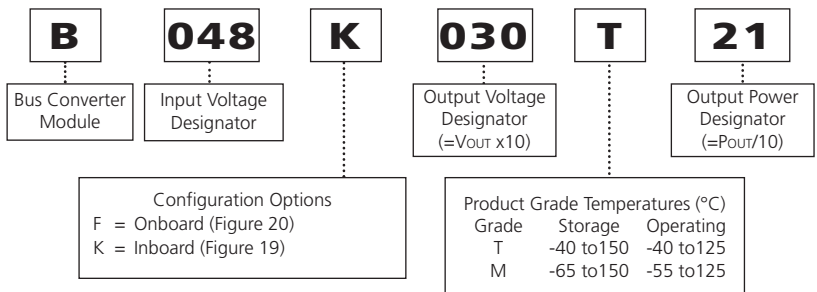 B 048 K 030 T 21
Bus Converter
Module
Input Voltage
Designator
Output Voltage
Designator
(=VOUT x10)
Output Power
Designator
(=POUT/10)
Configuration Options
F = Onboard (Figure 20)
K = Inboard (Figure 19)
Product Grade Temperatures (°C)
Grade Storage Operating
T -40 to150 -40 to125
M -65 to150 -55 to125